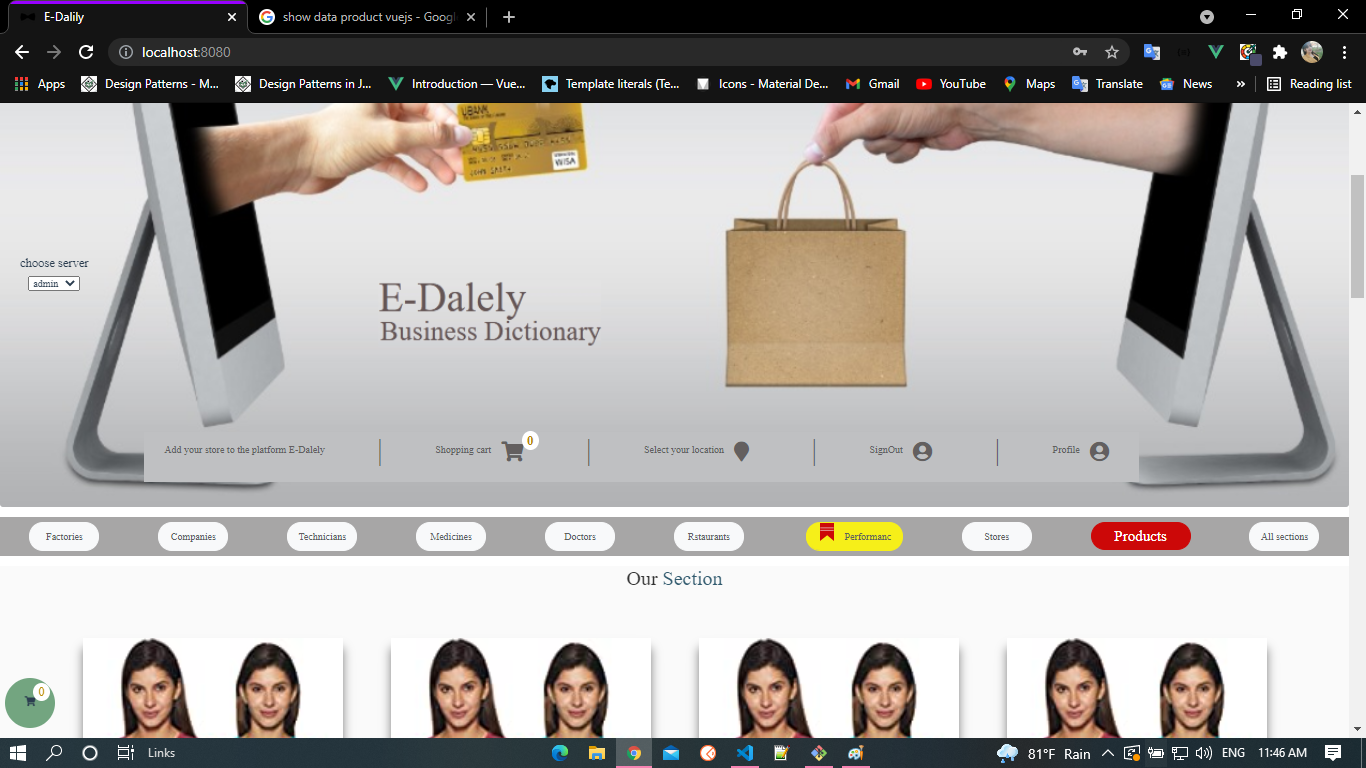 E-Dalily
show data product vuejs - Google
localhost:8080
Apps
Design Patterns - M...
Design Patterns in J...
Introduction — Vue...
Template literals (Te...
Icons - Material De...
Gmail
YouTube
Maps
Translate
News
»
Reading list
VISA
choose server
admin
E-Dalely
Business Dictionary
Add your store to the platform E-Dalely
Shopping cart
0
Select your location
SignOut
Profile
Factories
Companies
Technicians
Medicines
Doctors
Rstaurants
Performanc
Stores
Products
All sections
Our Section
0
Links
81°F Rain
ENG
11:46 AM